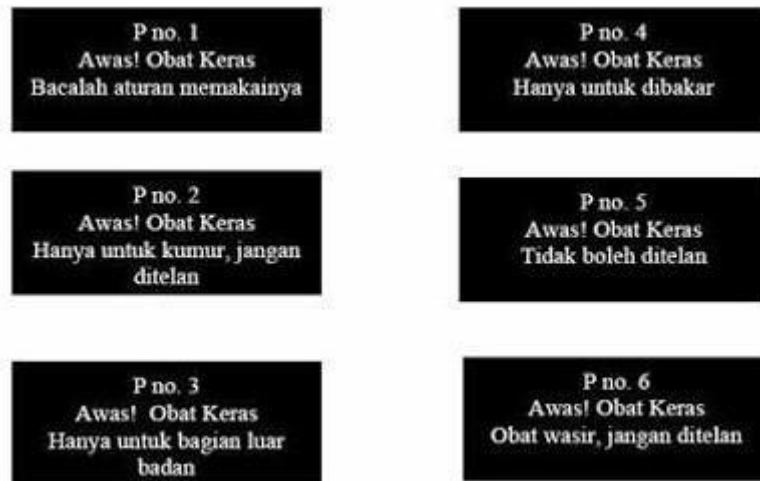 P no. 1
Awas! Obat Keras
Bacalah aturan memakainya
P no. 2
Awas! Obat Keras
Hanya untuk kumur, jangan
ditelan
P no. 3
Awas! Obat Keras
Hanya untuk bagian luar
badan
P no. 4
Awas! Obat Keras
Hanya untuk dibakar
P no. 5
Awas! Obat Keras
Tidak boleh ditelan
P no. 6
Awas! Obat Keras
Obat wasir, jangan ditelan